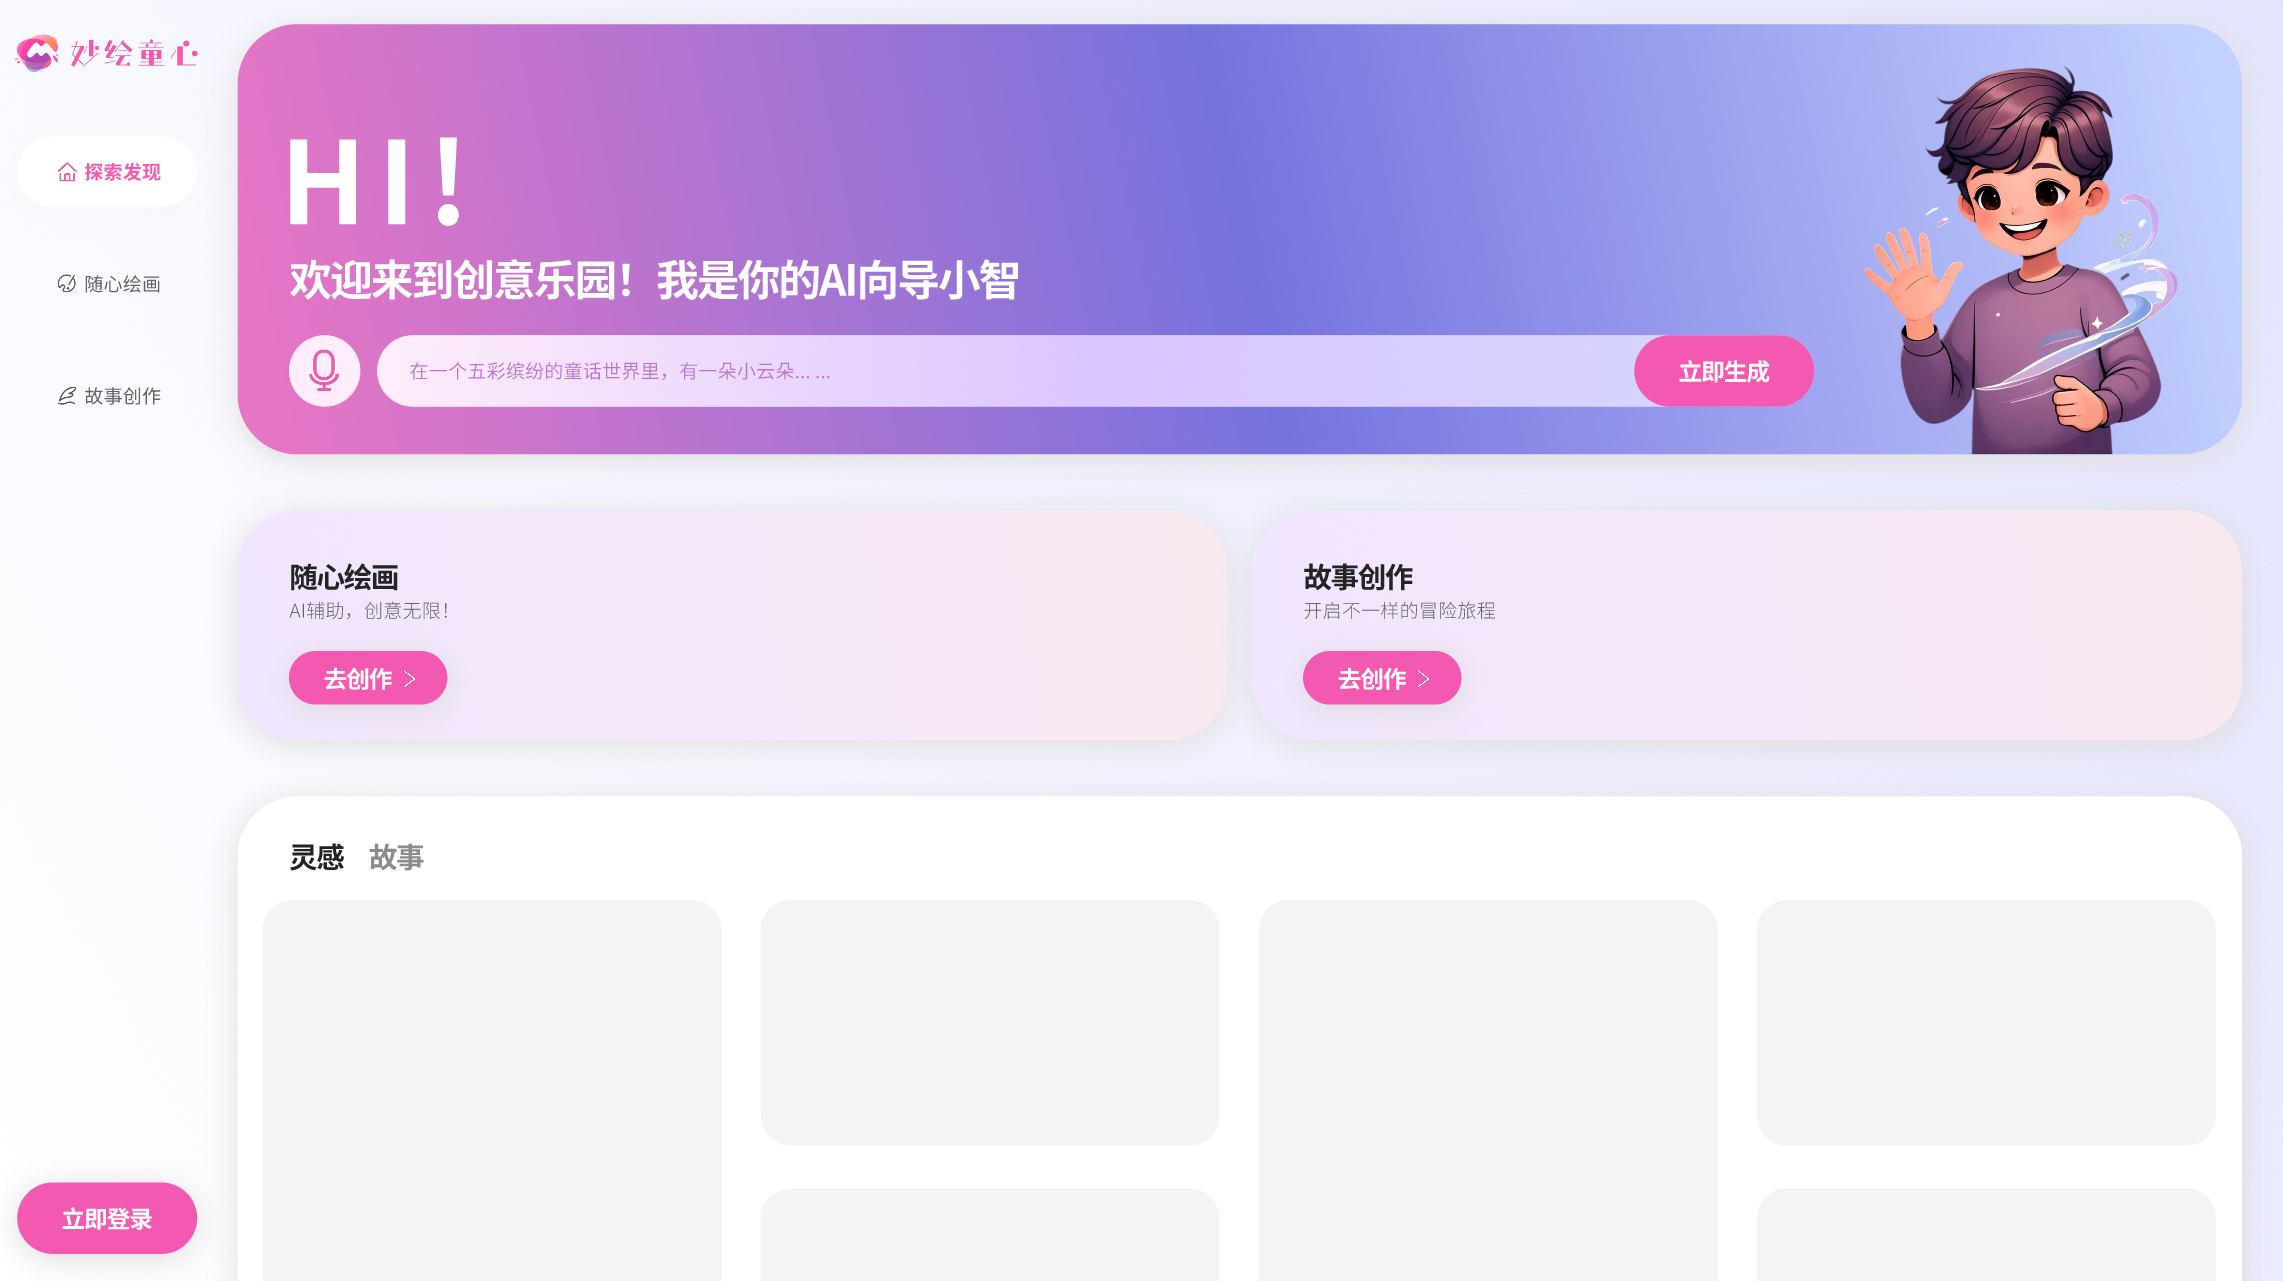 妙绘童心
探索发现
随心绘画
故事创作
立即登录
HI!
欢迎来到创意乐园！我是你的AI向导小智
在一个五彩缤纷的童话世界里，有一朵小云朵... ...
立即生成
随心绘画
AI辅助，创意无限！
去创作
故事创作
开启不一样的冒险旅程
去创作
灵感 故事